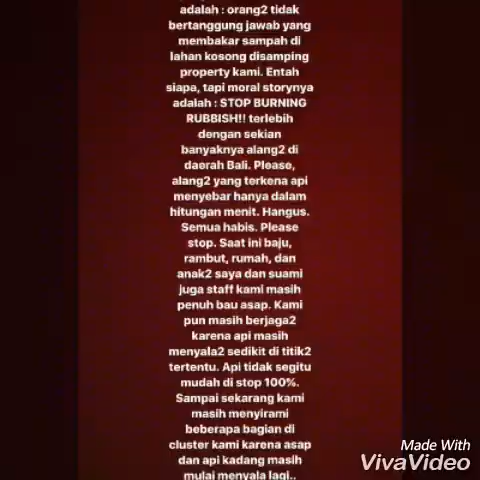 adalah : orang2 tidak
bertanggung jawab yang
membakar sampah di
lahan kosong disamping
property kami. Entah
siapa, tapi moral storynya
adalah : STOP BURNING
RUBBISH!! terlebih
dengan sekian
banyaknya alang2 di
daerah Bali. Please,
alang2 yang terkena api
menyebar hanya dalam
hitungan menit. Hangus.
Semua habis. Please
stop. Saat ini baju,
rambut, rumah, dan
anak2 saya dan suami
juga staff kami masih
penuh bau asap. Kami
pun masih berjaga2
karena api masih
menyala2 sedikit di titik2
tertentu. Api tidak segitu
mudah di stop 100%.
Sampai sekarang kami
masih menyirami
beberapa bagian di
cluster kami karena asap
dan api kadang masih
mulai menyala lagi..
Made With
VivaVideo